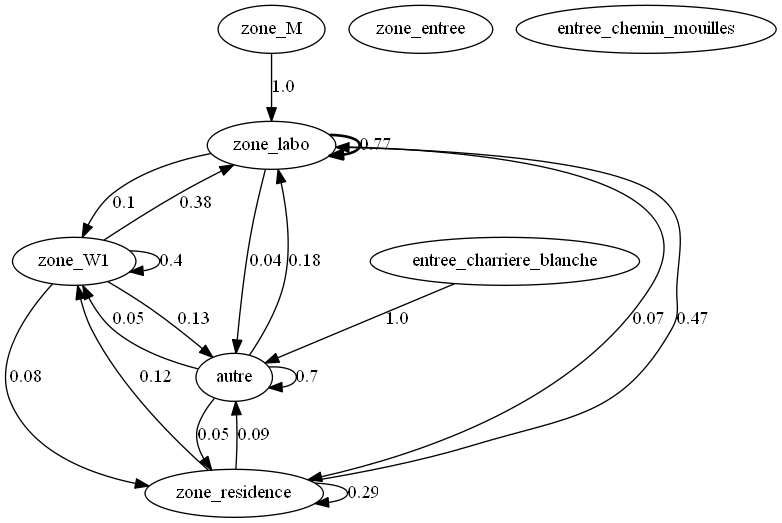 zone_M
zone_entree
entree_chemin_mouilles
1.0
zone_labo
0.77
0.1
0.38
zone_W1
0.4
0.04
0.18
entree_charriere_blanche
0.05
0.13
1.0
0.07
0.47
0.08
0.12
autre
0.7
0.05
0.09
zone_residence
0.29